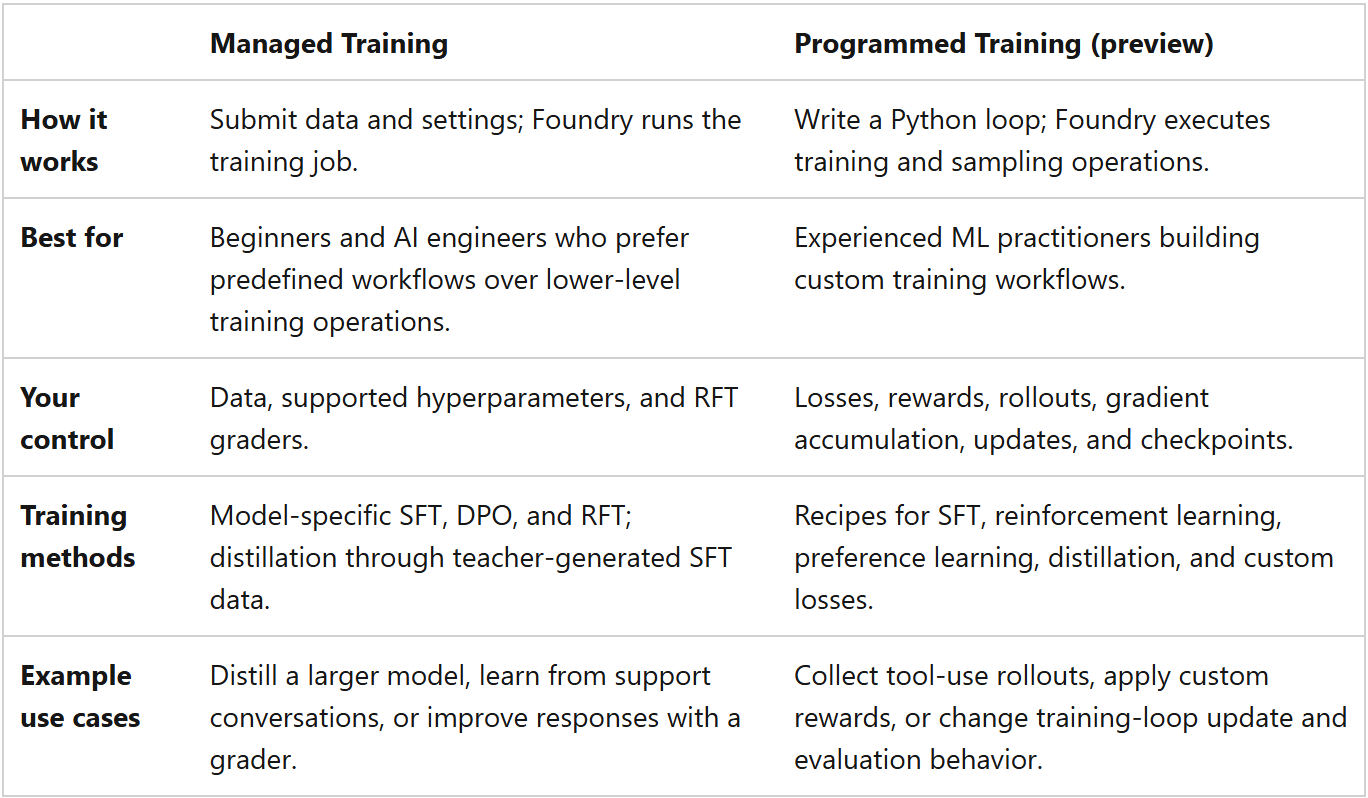 Managed Training
Programmed Training (preview)
How it
works
Submit data and settings; Foundry runs the
training job.
Write a Python loop; Foundry executes
training and sampling operations.
Best for
Beginners and AI engineers who prefer
predefined workflows over lower-level
training operations.
Experienced ML practitioners building
custom training workflows.
Your
control
Data, supported hyperparameters, and RFT
graders.
Losses, rewards, rollouts, gradient
accumulation, updates, and checkpoints.
Training
methods
Model-specific SFT, DPO, and RFT;
distillation through teacher-generated SFT
data.
Recipes for SFT, reinforcement learning,
preference learning, distillation, and custom
losses.
Example
use cases
Distill a larger model, learn from support
conversations, or improve responses with a
grader.
Collect tool-use rollouts, apply custom
rewards, or change training-loop update and
evaluation behavior.